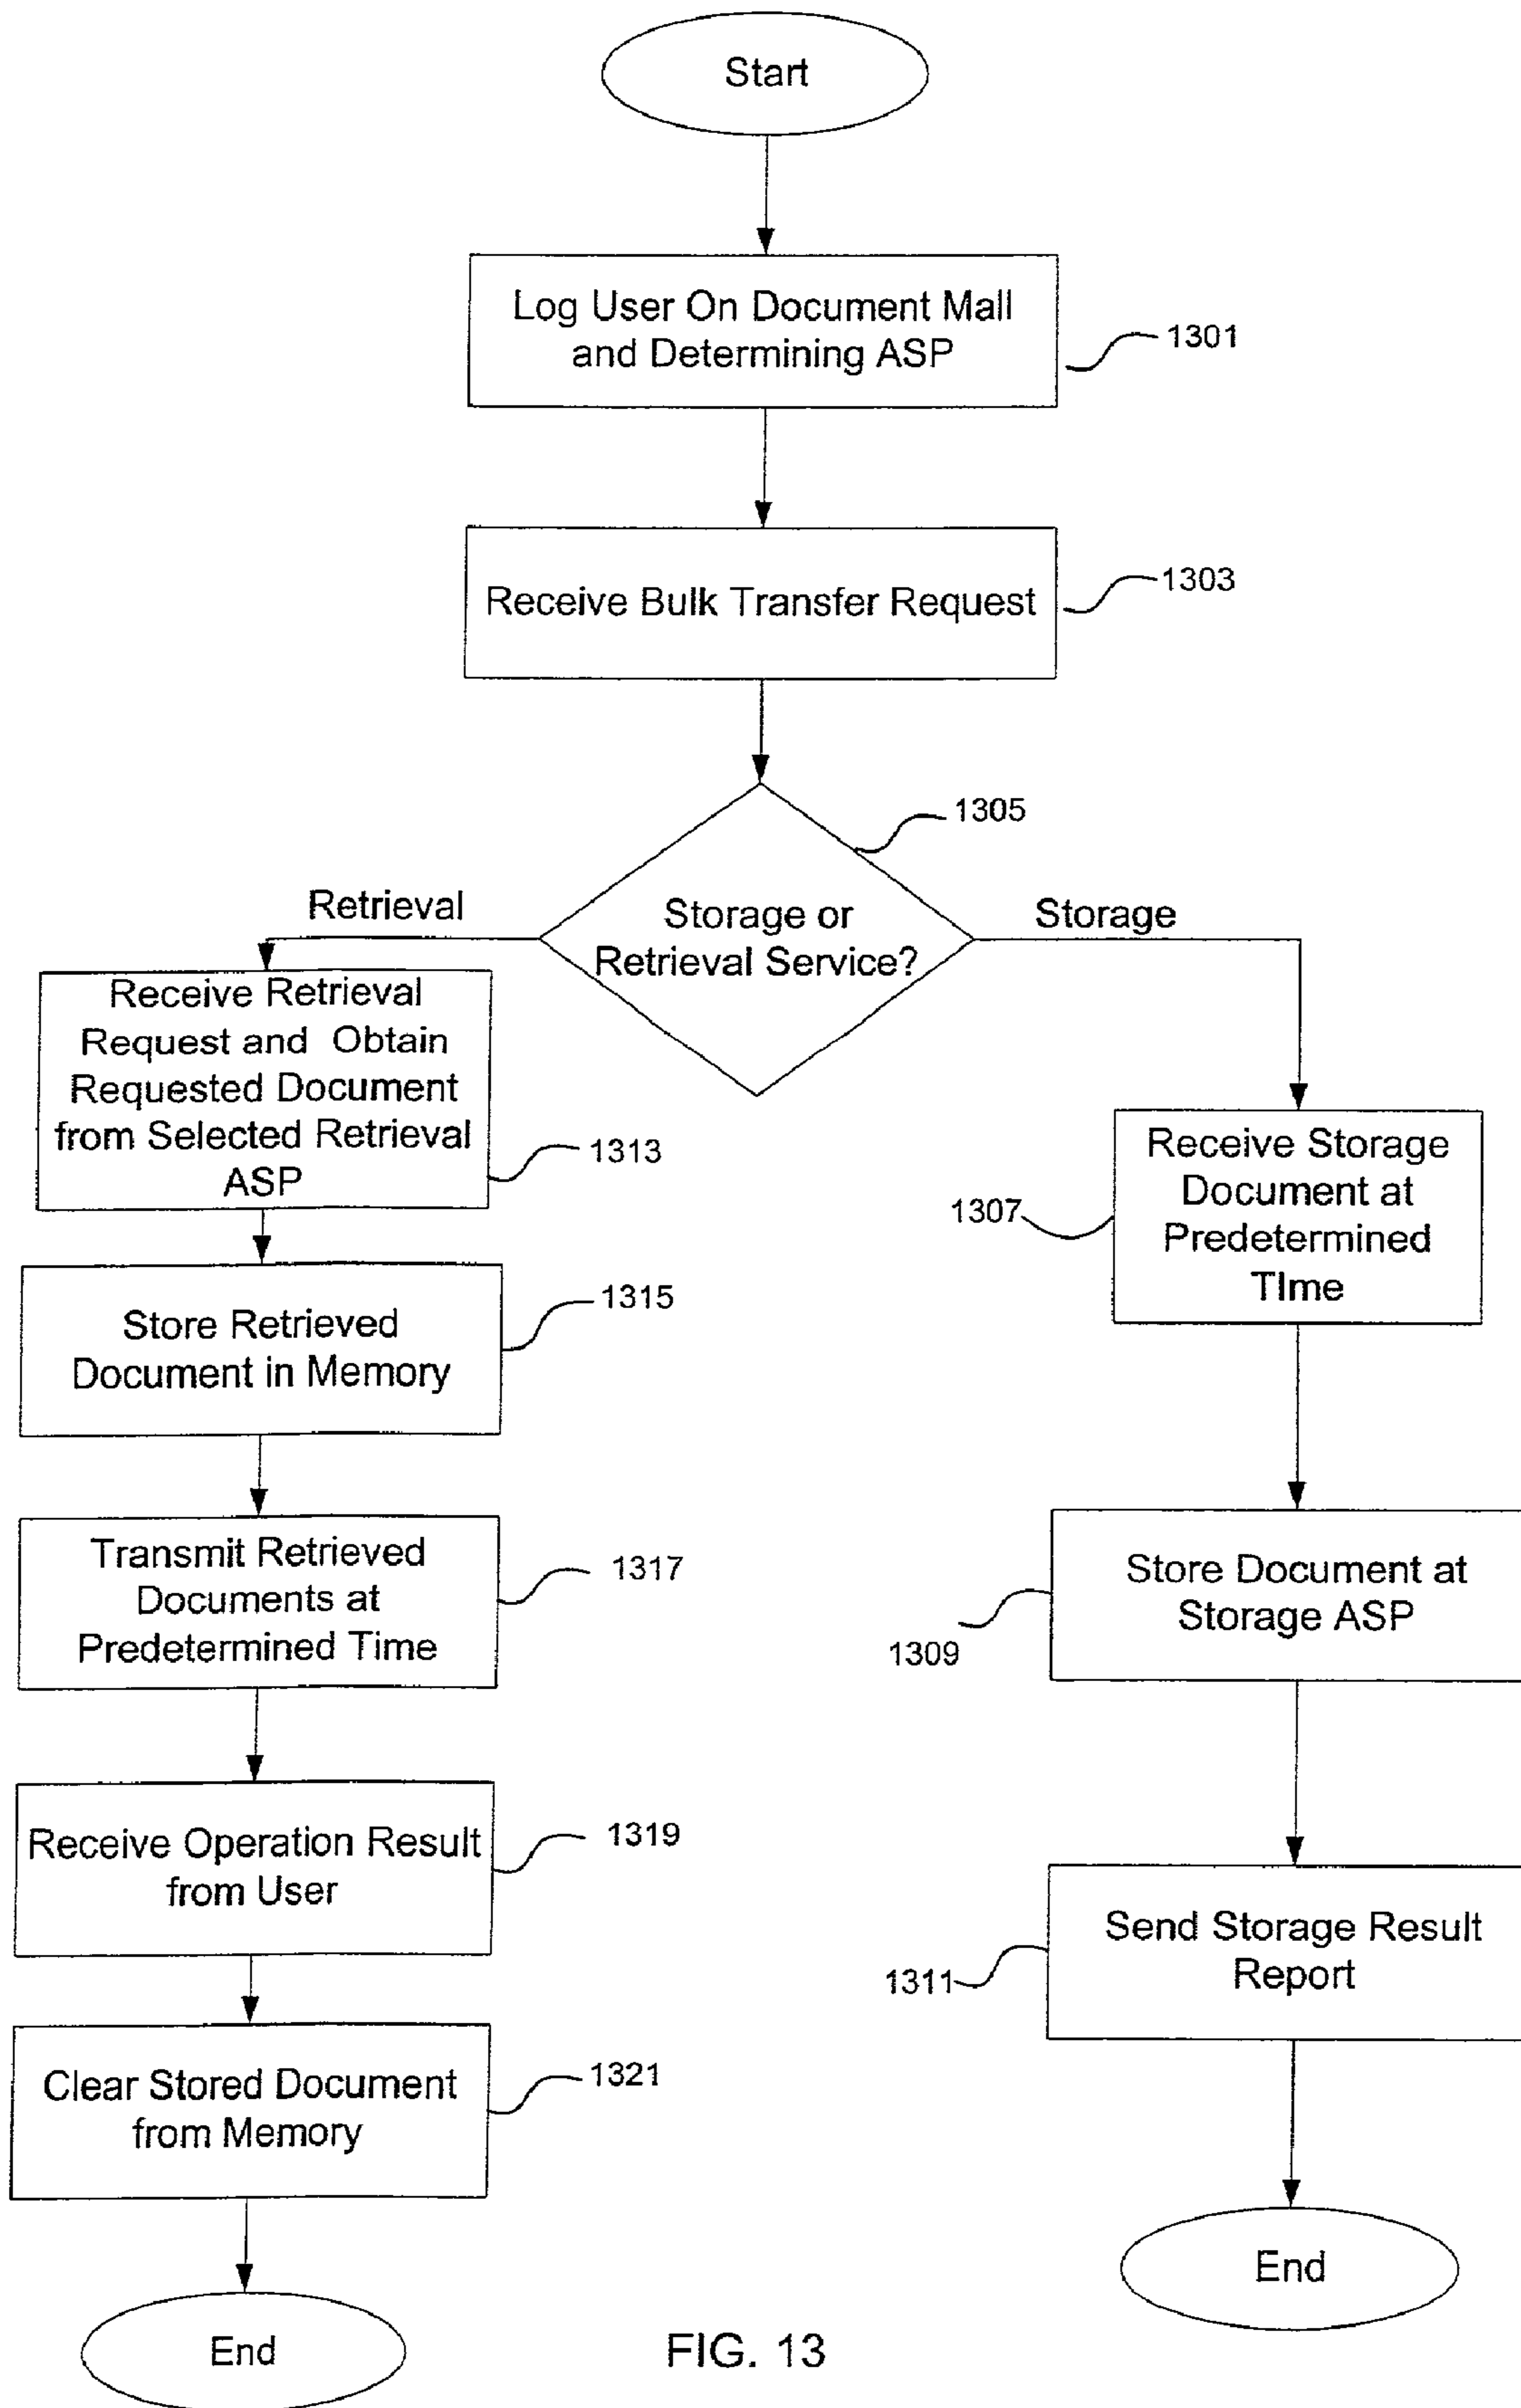 Start
Log User On Document Mall
and Determining ASP
1301
Receive Bulk Transfer Request
1303
1305
Storage or
Retrieval Service?
Retrieval
Storage
Receive Retrieval
Request and Obtain
Requested Document
from Selected Retrieval
ASP
1313
Store Retrieved
Document in Memory
1315
Transmit Retrieved
Documents at
Predetermined Time
1317
Receive Operation Result
from User
1319
Clear Stored Document
from Memory
1321
End
Receive Storage
Document at
Predetermined
TIme
1307
Store Document at
Storage ASP
1309
Send Storage Result
Report
1311
End
FIG. 13